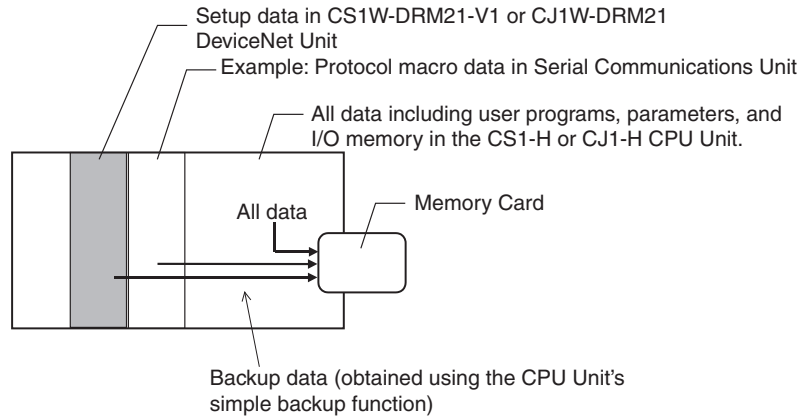 Setup data in CS1W-DRM21-V1 or CJ1W-DRM21
DeviceNet Unit
Example: Protocol macro data in Serial Communications Unit
All data including user programs, parameters, and
I/O memory in the CS1-H or CJ1-H CPU Unit.
All data
Memory Card
Backup data (obtained using the CPU Unit's
simple backup function)